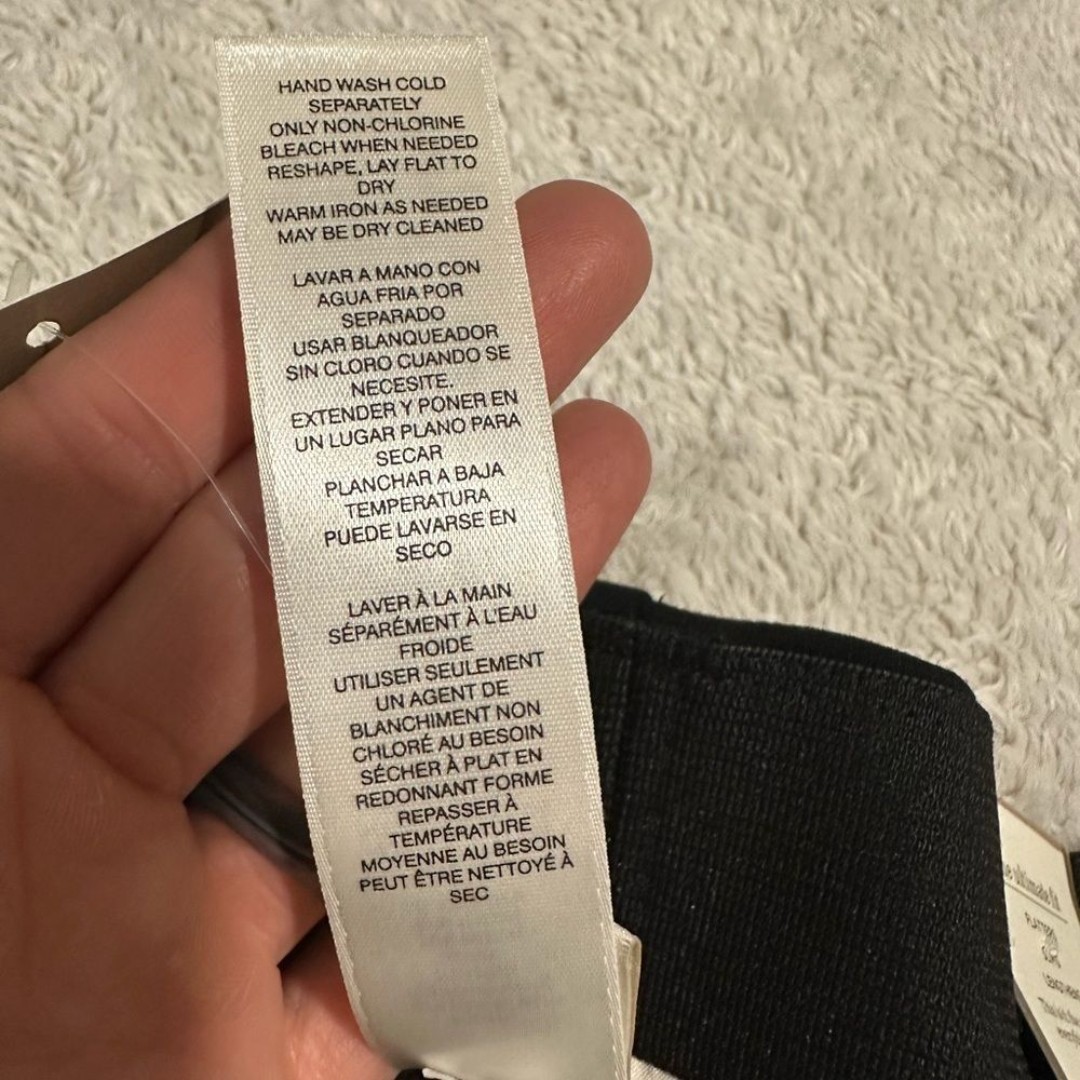 HAND WASH COLD
SEPARATELY
ONLY NON-CHLORINE
BLEACH WHEN NEEDED
RESHAPE, LAY FLAT TO
DRY
WARM IRON AS NEEDED
MAY BE DRY CLEANED
LAVAR A MANO CON
AGUA FRIA POR
SEPARADO
USAR BLANQUEADOR
SIN CLORO CUANDO SE
NECESITE.
EXTENDER Y PONER EN
UN LUGAR PLANO PARA
SECAR
PLANCHAR A BAJA
TEMPERATURA
PUEDE LAVARSE EN
SECO
LAVER À LA MAIN
SÉPARÉMENT À L'EAU
FROIDE
UTILISER SEULEMENT
UN AGENT DE
BLANCHIMENT NON
CHLORÉ AU BESOIN
SÉCHER À PLAT EN
REDONNANT FORME
REPASSER À
TEMPÉRATURE
MOYENNE AU BESOIN
PEUT ÊTRE NETTOYÉ À
SEC
ultimate fit